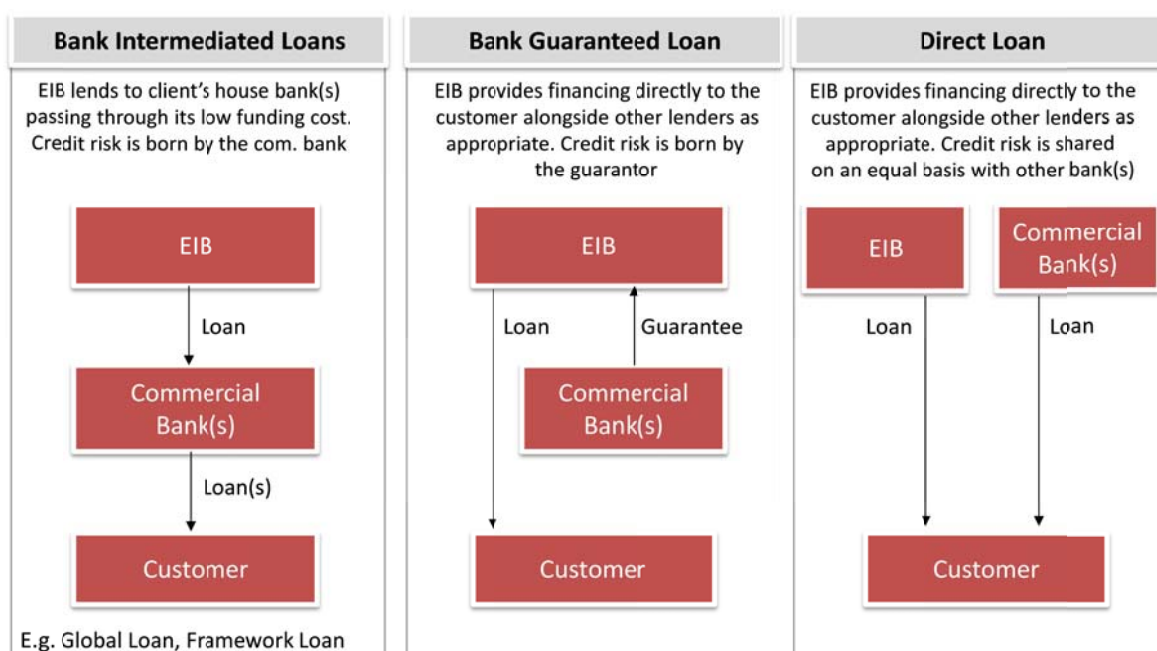 Bank Intermediated Loans
EIB lends to client's house bank(s)
passing through its low funding cost.
Credit risk is born by the com. bank
EIB
Loan
Commercial
Bank(s)
Loan(s)
Customer
E.g. Global Loan, Framework Loan
Bank Guaranteed Loan
EIB provides financing directly to the
customer alongside other lenders as
appropriate. Credit risk is born by
the guarantor
EIB
Loan
Guarantee
Commercial
Bank(s)
Customer
Direct Loan
EIB provides financing directly to the
customer alongside other lenders as
appropriate. Credit risk is shared
on an equal basis with other bank(s)
EIB
Commercial
Bank(s)
Loan
Loan
Customer